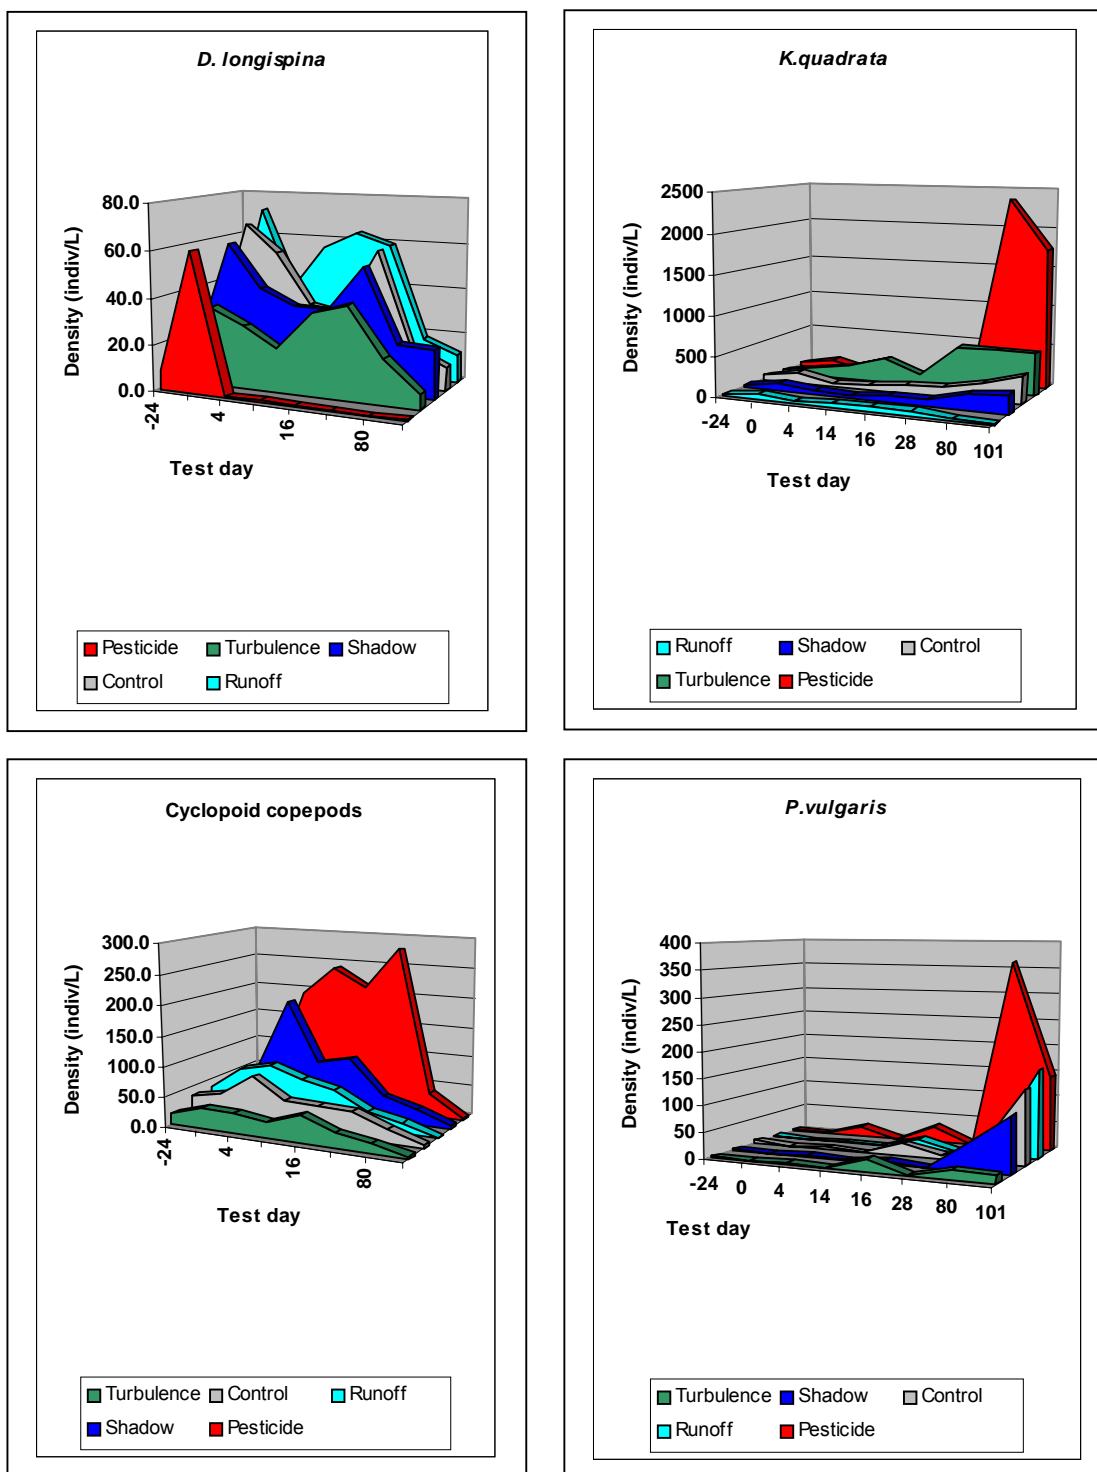 D. longispina
80.0
60.0
40.0
20.0
0.0
Density (indiv/L)
-24
4
16
80
Test day
Pesticide Turbulence Shadow
Control Runoff
K.quadrata
2500
2000
1500
1000
500
0
Density (indiv/L)
-24 0 4 14 16 28 80 101
Test day
Runoff Shadow Control
Turbulence Pesticide
Cyclopoid copepods
300.0
250.0
200.0
150.0
100.0
50.0
0.0
Density (indiv/L)
-24
4
16
80
Test day
Turbulence Control Runoff
Shadow Pesticide
P.vulgaris
400
350
300
250
200
150
100
50
0
Density (indiv/L)
-24 0 4 14 16 28 80 101
Test day
Turbulence Shadow Control
Runoff Pesticide